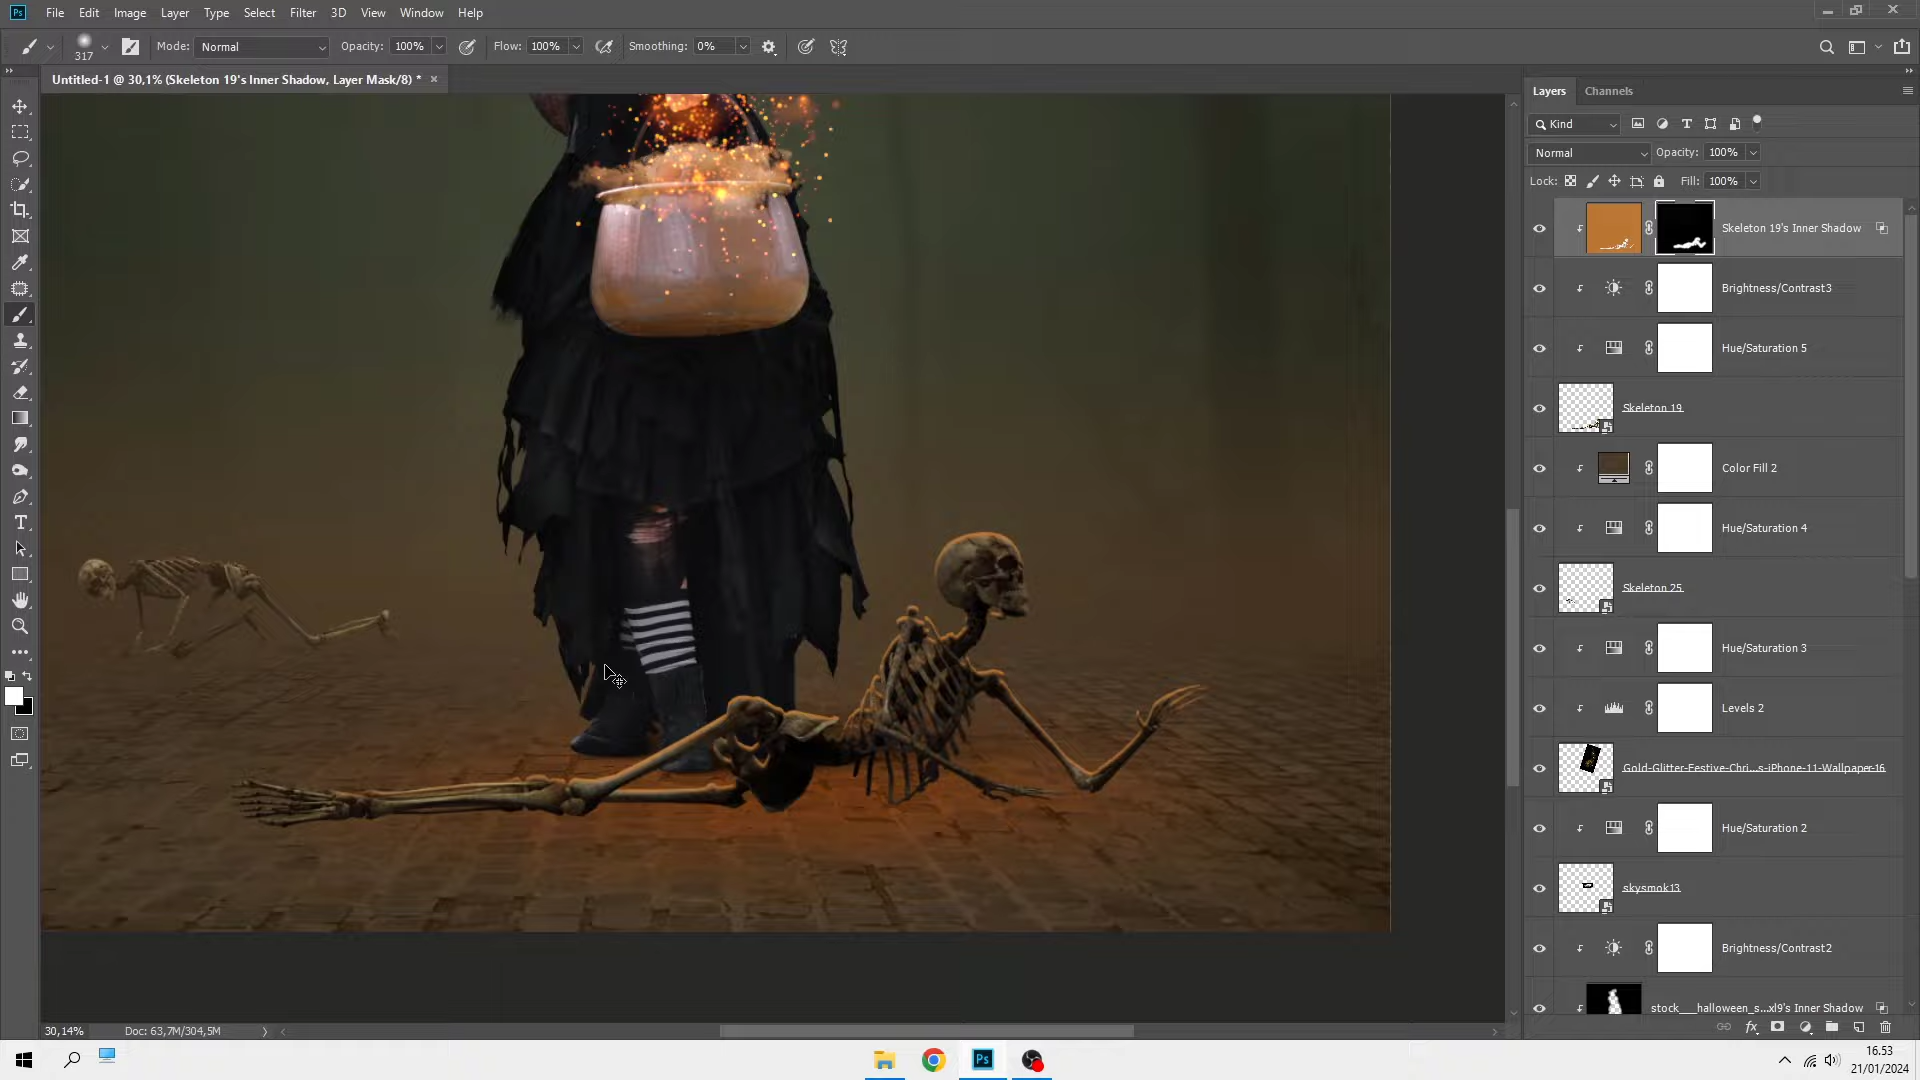 Ps File Edit Image Layer Type Select Filter 3D View Window Help
317 Mode: Normal Opacity: 100% Flow: 100% Smoothing: 0%
Untitled-1 @ 30,1% (Skeleton 19's Inner Shadow, Layer Mask/8) *
Layers Channels
Kind
Normal Opacity: 100%
Lock: Fill: 100%
Skeleton 19's Inner Shadow
Brightness/Contrast3
Hue/Saturation 5
Skeleton 19
Color Fill 2
Hue/Saturation 4
Skeleton 25
Hue/Saturation 3
Levels 2
Gold-Glitter-Festive-Chri...s-iPhone-11-Wallpaper-16
Hue/Saturation 2
skysmok13
Brightness/Contrast2
stock___halloween_s...xl9's Inner Shadow
30,14% Doc: 63,7M/304,5M
Ps
16.53
21/01/2024